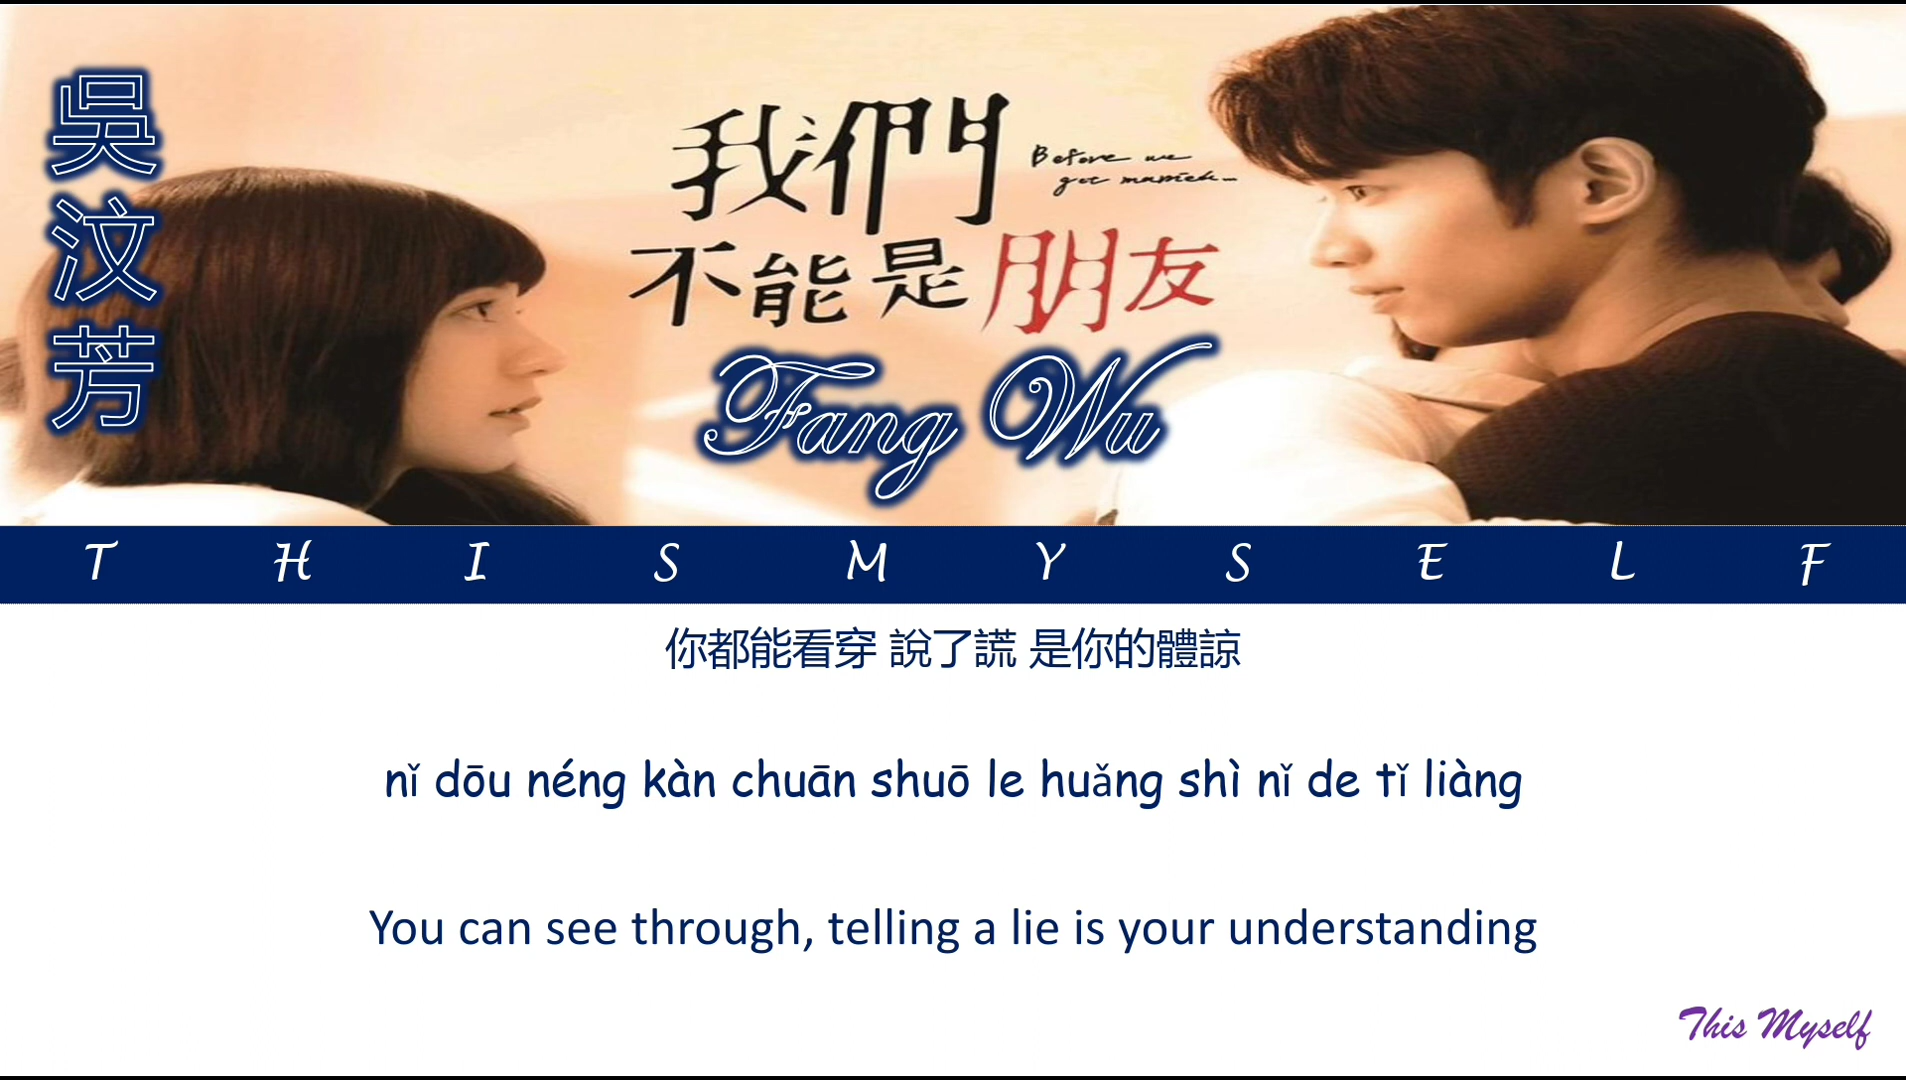 吳汶芳
我們
Before we
get married...
不能是朋友
Fang Wu
T H I S M Y S E L F
你都能看穿 說了謊 是你的體諒
nǐ dōu néng kàn chuān shuō le huǎng shì nǐ de tǐ liàng
You can see through, telling a lie is your understanding
This Myself